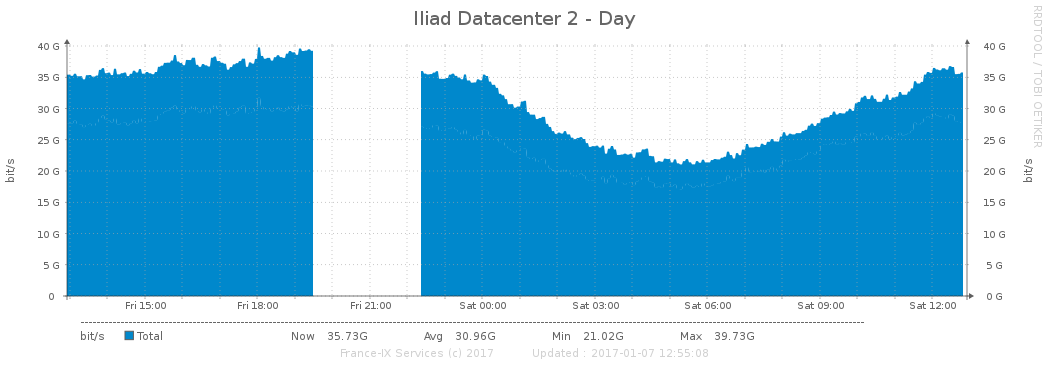 Iliad Datacenter 2 - Day
RRDTOOL / TOBI OETIKER
40 G 40 G
35 G 35 G
30 G 30 G
25 G 25 G
20 G 20 G
15 G 15 G
10 G 10 G
5 G 5 G
0 0 G
bit/s bit/s
Fri 15:00 Fri 18:00 Fri 21:00 Sat 00:00 Sat 03:00 Sat 06:00 Sat 09:00 Sat 12:00
bit/s Total Now 35.73G Avg 30.96G Min 21.02G Max 39.73G
France-IX Services (c) 2017 Updated : 2017-01-07 12:55:08